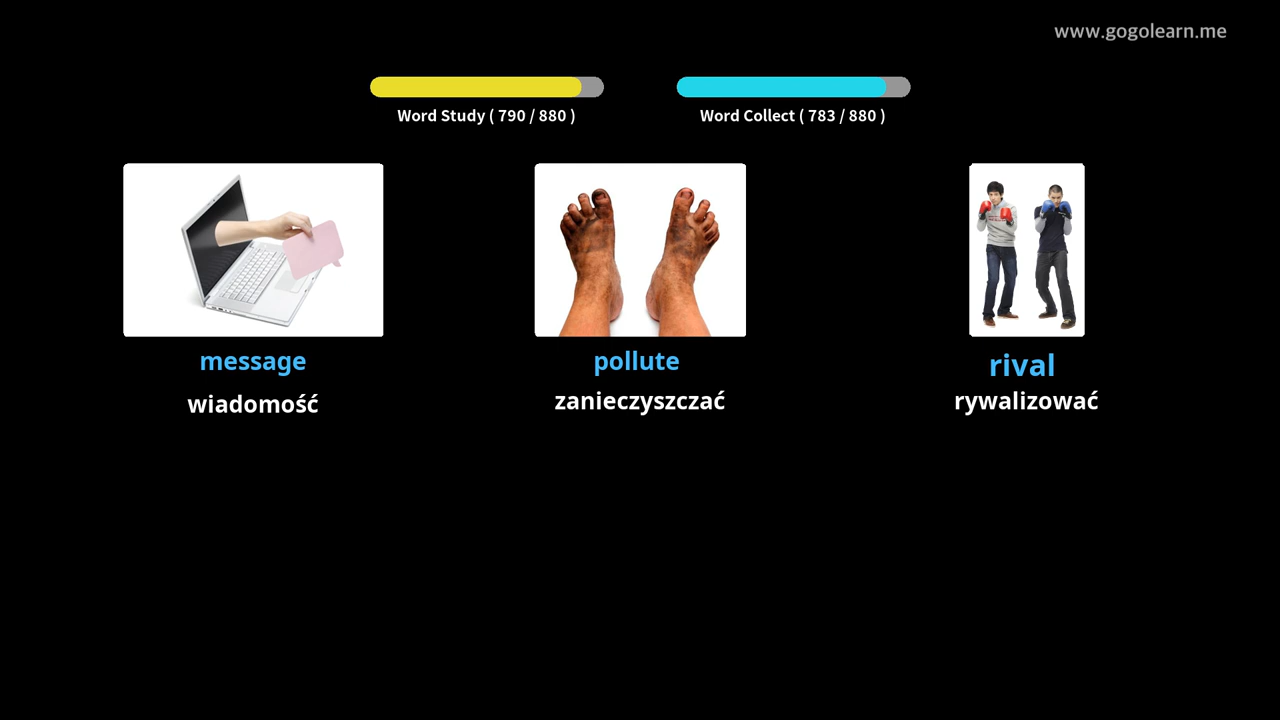 www.gogolearn.me
Word Study ( 790 / 880 )
Word Collect ( 783 / 880 )
message
pollute
rival
wiadomość
zanieczyszczać
rywalizować